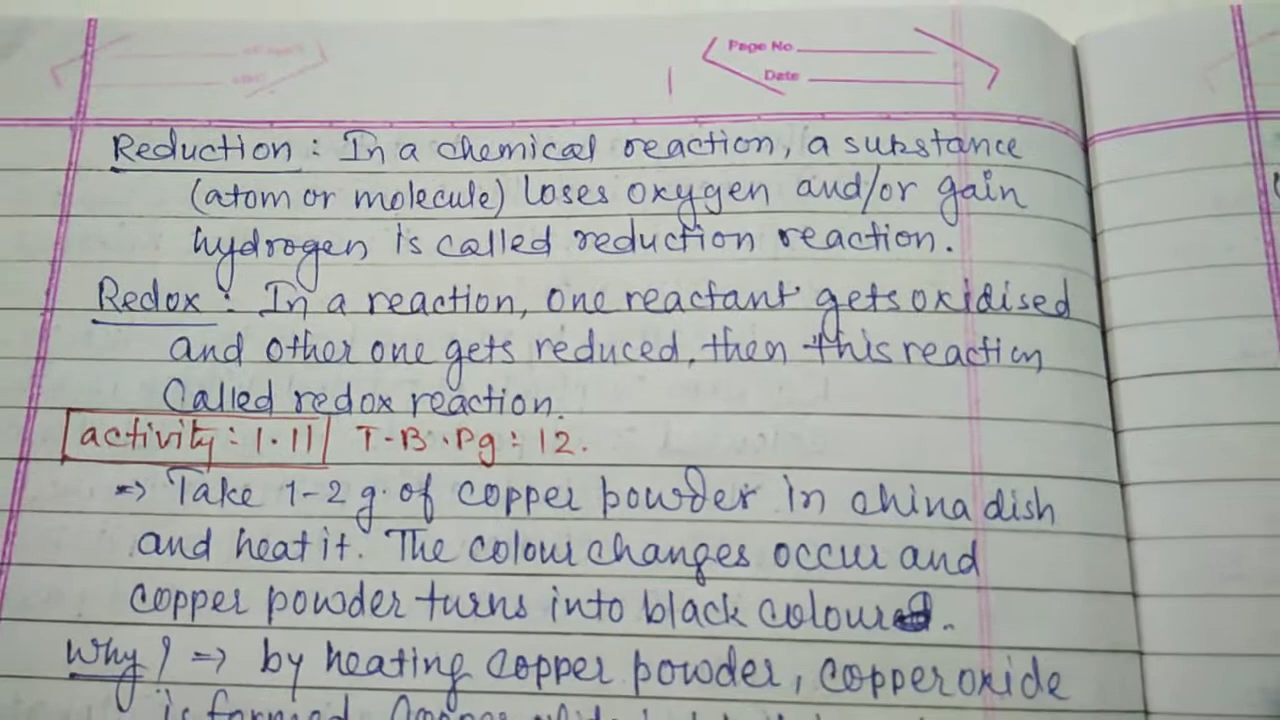 Page No
Date
Reduction : In a chemical reaction, a substance
(atom or molecule) loses oxygen and/or gain
hydrogen is called reduction reaction.
Redox : In a reaction, one reactant gets oxidised
and other one gets reduced, then this reaction
Called redox reaction.
activity : 1.11 T-B.Pg : 12.
=> Take 1-2 g. of copper powder in china dish
and heat it. The colour changes occur and
copper powder turns into black colour.
Why? => by heating copper powder, copper oxide
is formed.